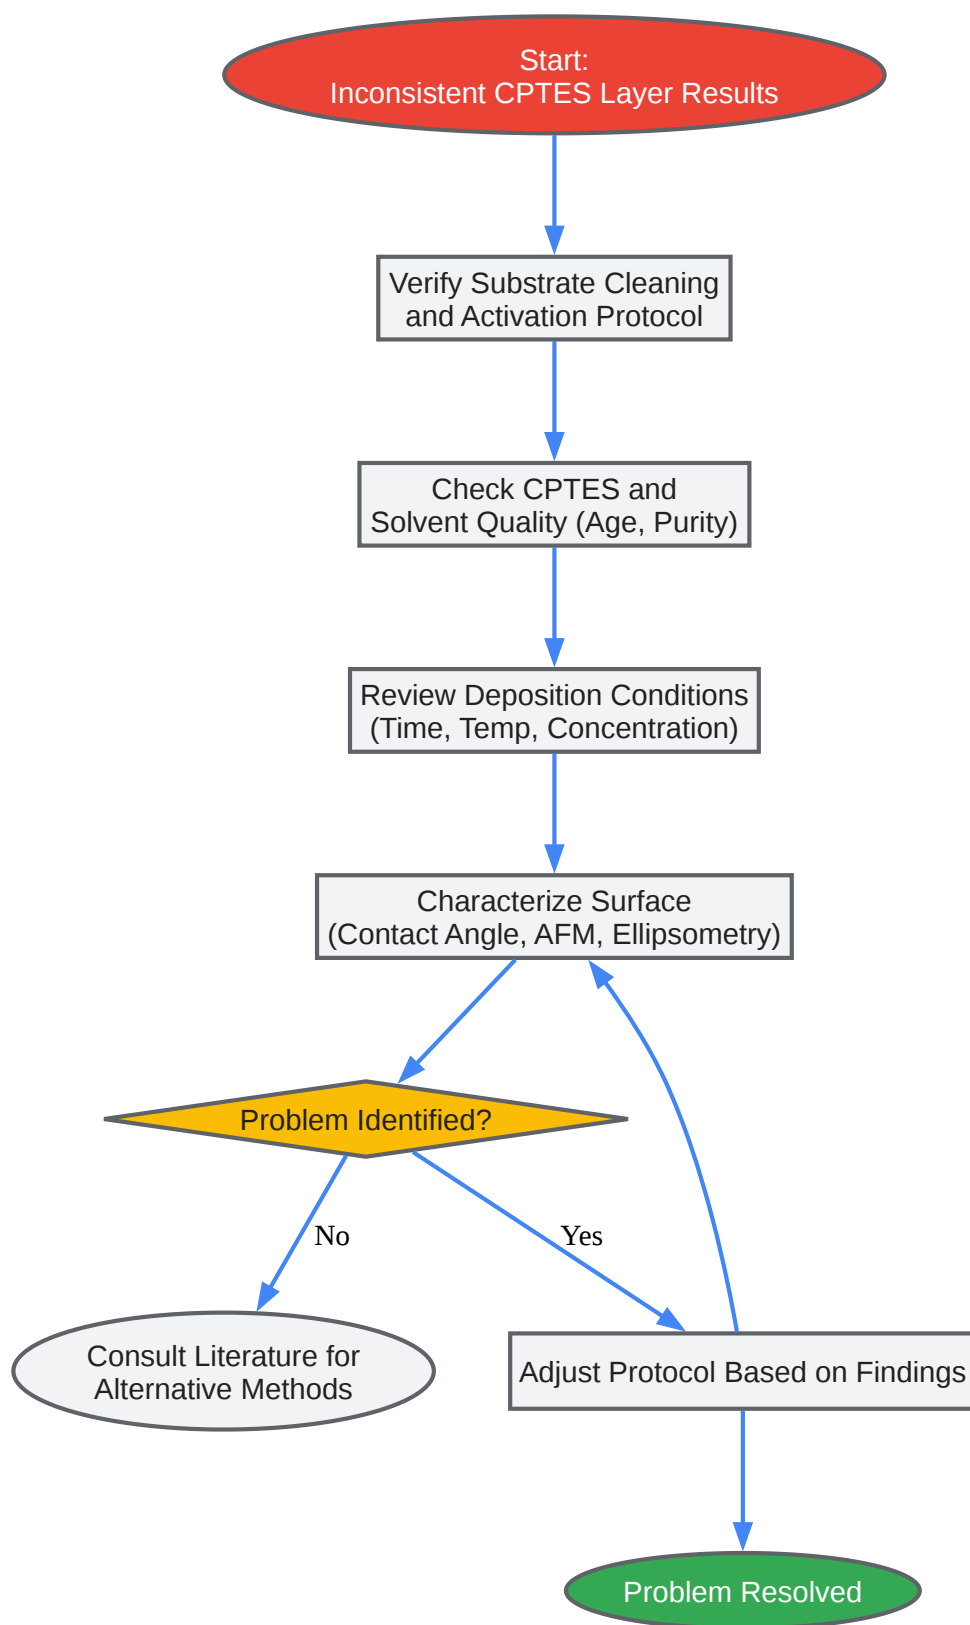 Start:
Inconsistent CPTES Layer Results
Verify Substrate Cleaning
and Activation Protocol
Check CPTES and
Solvent Quality (Age, Purity)
Review Deposition Conditions
(Time, Temp, Concentration)
Characterize Surface
(Contact Angle, AFM, Ellipsometry)
Problem Identified?
No
Yes
Consult Literature for
Alternative Methods
Adjust Protocol Based on Findings
Problem Resolved